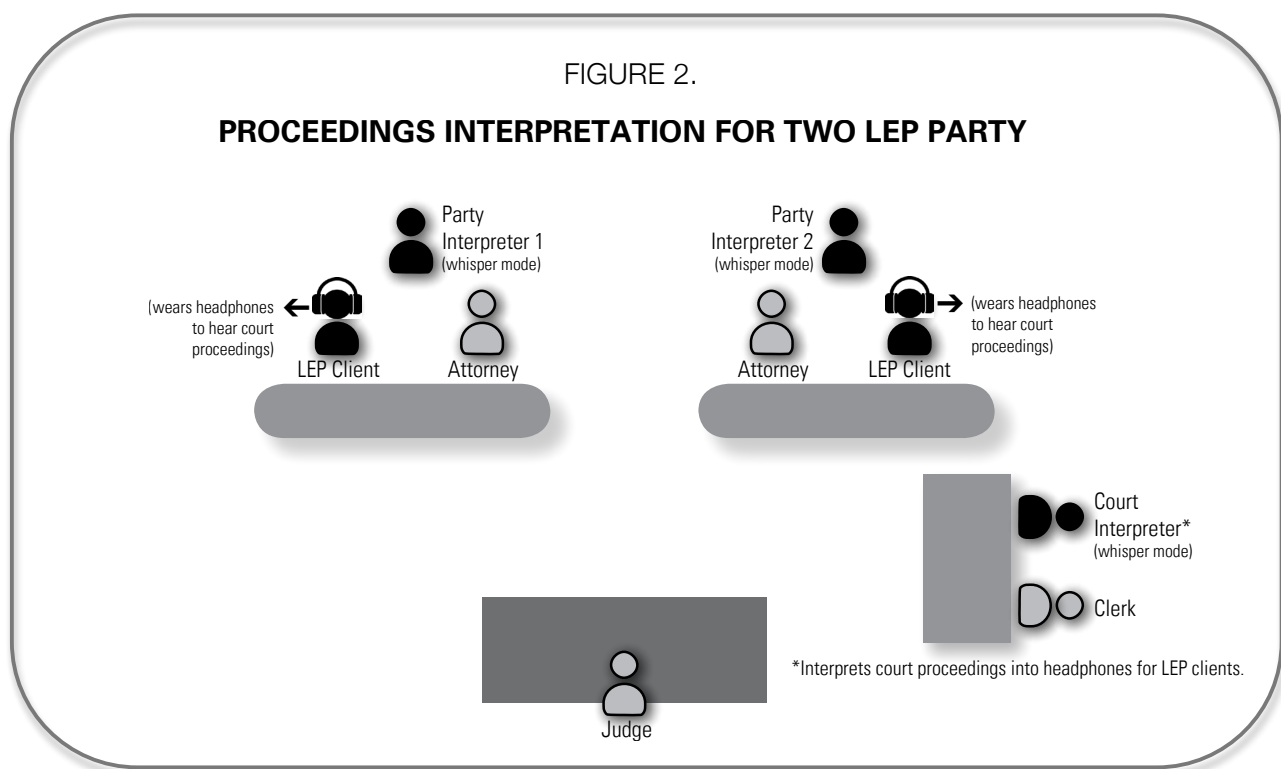 FIGURE 2.
PROCEEDINGS INTERPRETATION FOR TWO LEP PARTY
Party
Interpreter 1
(whisper mode)
Party
Interpreter 2
(whisper mode)
(wears headphones
to hear court
proceedings)
LEP Client
Attorney
Attorney
LEP Client
(wears headphones
to hear court
proceedings)
Court
Interpreter*
(whisper mode)
Clerk
*Interprets court proceedings into headphones for LEP clients.
Judge